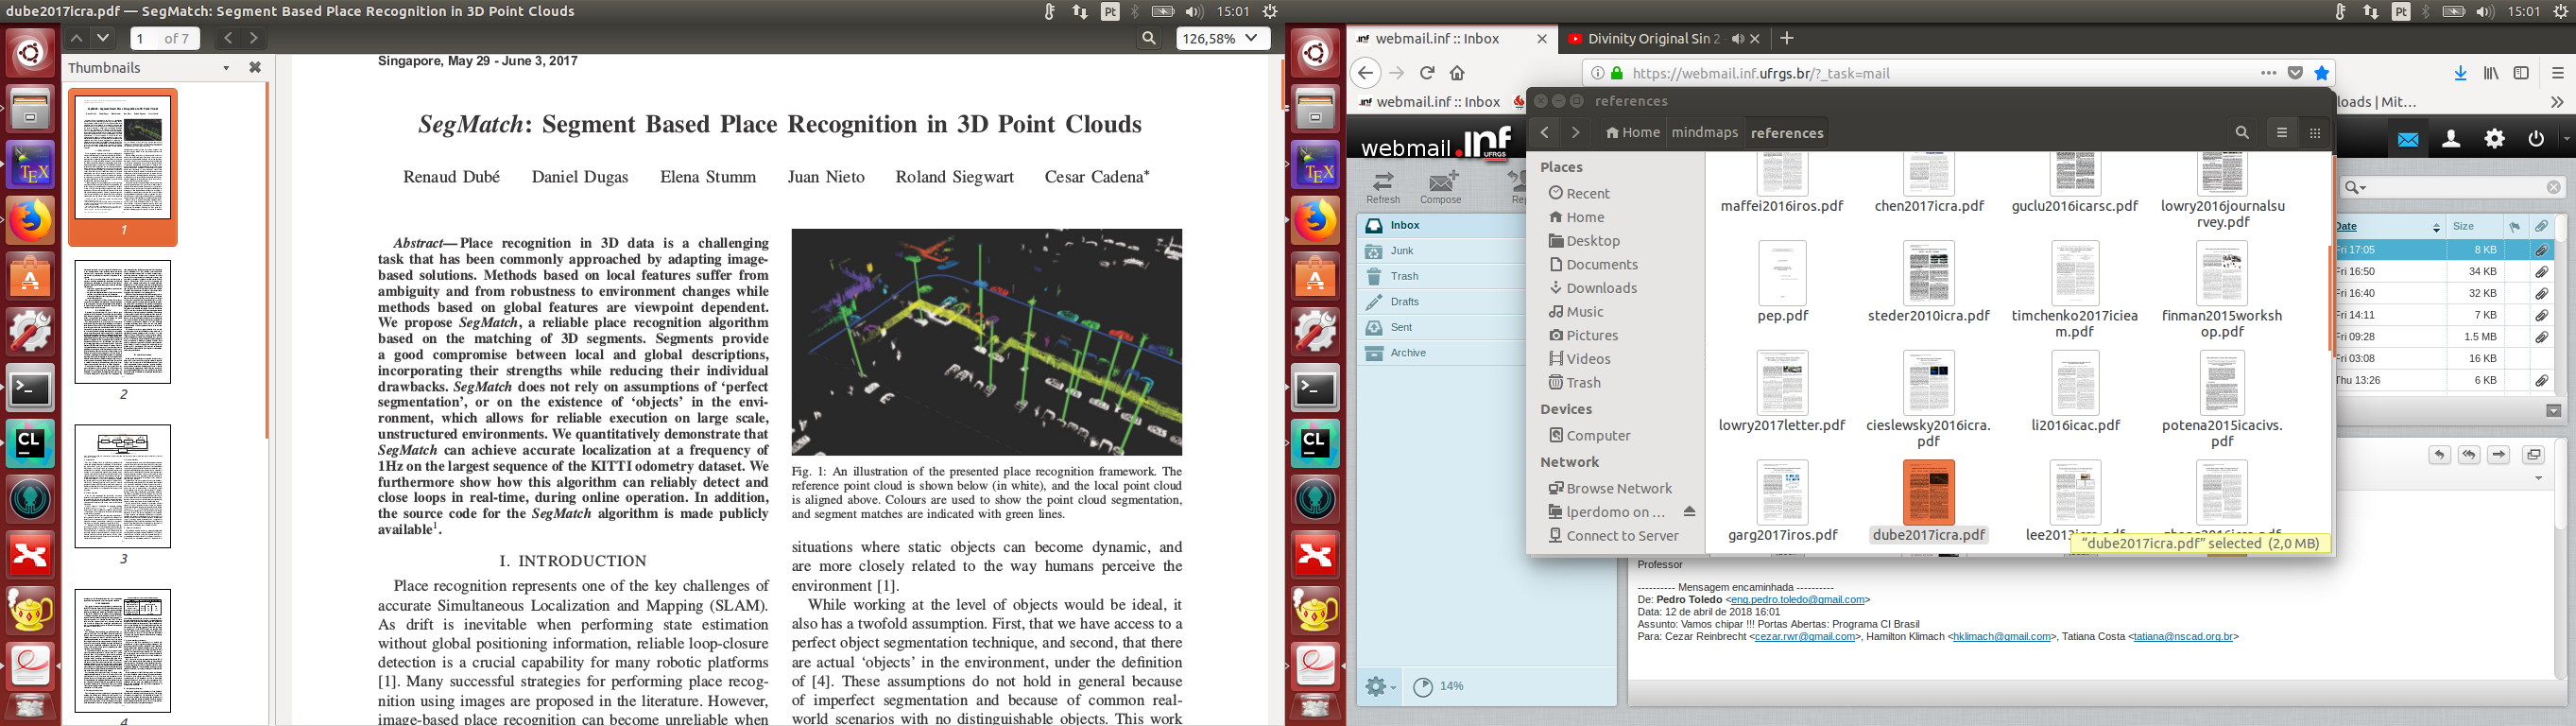 dube2017icra.pdf — SegMatch: Segment Based Place Recognition in 3D Point Clouds
Pt
15:01
1 of 7
126,58%
Thumbnails
1
2
3
4
Singapore, May 29 - June 3, 2017
SegMatch: Segment Based Place Recognition in 3D Point Clouds
Renaud Dubé Daniel Dugas Elena Stumm Juan Nieto Roland Siegwart Cesar Cadena*
Abstract— Place recognition in 3D data is a challenging
task that has been commonly approached by adapting image-
based solutions. Methods based on local features suffer from
ambiguity and from robustness to environment changes while
methods based on global features are viewpoint dependent.
We propose SegMatch, a reliable place recognition algorithm
based on the matching of 3D segments. Segments provide
a good compromise between local and global descriptions,
incorporating their strengths while reducing their individual
drawbacks. SegMatch does not rely on assumptions of ‘perfect
segmentation’, or on the existence of ‘objects’ in the envi-
ronment, which allows for reliable execution on large scale,
unstructured environments. We quantitatively demonstrate that
SegMatch can achieve accurate localization at a frequency of
1Hz on the largest sequence of the KITTI odometry dataset. We
furthermore show how this algorithm can reliably detect and
close loops in real-time, during online operation. In addition,
the source code for the SegMatch algorithm is made publicly
available1.
I. INTRODUCTION
Place recognition represents one of the key challenges of
accurate Simultaneous Localization and Mapping (SLAM).
As drift is inevitable when performing state estimation
without global positioning information, reliable loop-closure
detection is a crucial capability for many robotic platforms
[1]. Many successful strategies for performing place recog-
nition using images are proposed in the literature. However,
image-based place recognition can become unreliable when
Fig. 1: An illustration of the presented place recognition framework. The
reference point cloud is shown below (in white), and the local point cloud
is aligned above. Colours are used to show the point cloud segmentation,
and segment matches are indicated with green lines.
situations where static objects can become dynamic, and
are more closely related to the way humans perceive the
environment [1].
While working at the level of objects would be ideal, it
also has a twofold assumption. First, that we have access to a
perfect object segmentation technique, and second, that there
are actual ‘objects’ in the environment, under the definition
of [4]. These assumptions do not hold in general because
of imperfect segmentation and because of common real-
world scenarios with no distinguishable objects. This work
Pt
15:01
webmail.inf :: Inbox
Divinity Original Sin 2
https://webmail.inf.ufrgs.br/?_task=mail
webmail.inf :: Inbox
loads | Mit...
webmail.inf
UFRGS
Refresh
Compose
Inbox
Junk
Trash
Drafts
Sent
Archive
14%
references
Home mindmaps references
Places
Recent
Home
Desktop
Documents
Downloads
Music
Pictures
Videos
Trash
Devices
Computer
Network
Browse Network
lperdomo on ...
Connect to Server
maffei2016iros.pdf
chen2017icra.pdf
guclu2016icarsc.pdf
lowry2016journalsu
rvey.pdf
pep.pdf
steder2010icra.pdf
timchenko2017iciea
m.pdf
finman2015worksh
op.pdf
lowry2017letter.pdf
cieslewsky2016icra.
pdf
li2016icac.pdf
potena2015icacivs.
pdf
garg2017iros.pdf
dube2017icra.pdf
“dube2017icra.pdf” selected (2,0 MB)
Date Size
Fri 17:05 8 KB
Fri 16:50 34 KB
Fri 16:40 32 KB
Fri 14:11 7 KB
Fri 09:28 1.5 MB
Fri 03:08 16 KB
Thu 13:26 6 KB
Professor
---------- Mensagem encaminhada ----------
De: Pedro Toledo <eng.pedro.toledo@gmail.com>
Data: 12 de abril de 2018 16:01
Assunto: Vamos chipar !!! Portas Abertas: Programa CI Brasil
Para: Cezar Reinbrecht <cezar.rwr@gmail.com>, Hamilton Klimach <hklimach@gmail.com>, Tatiana Costa <tatiana@nscad.org.br>